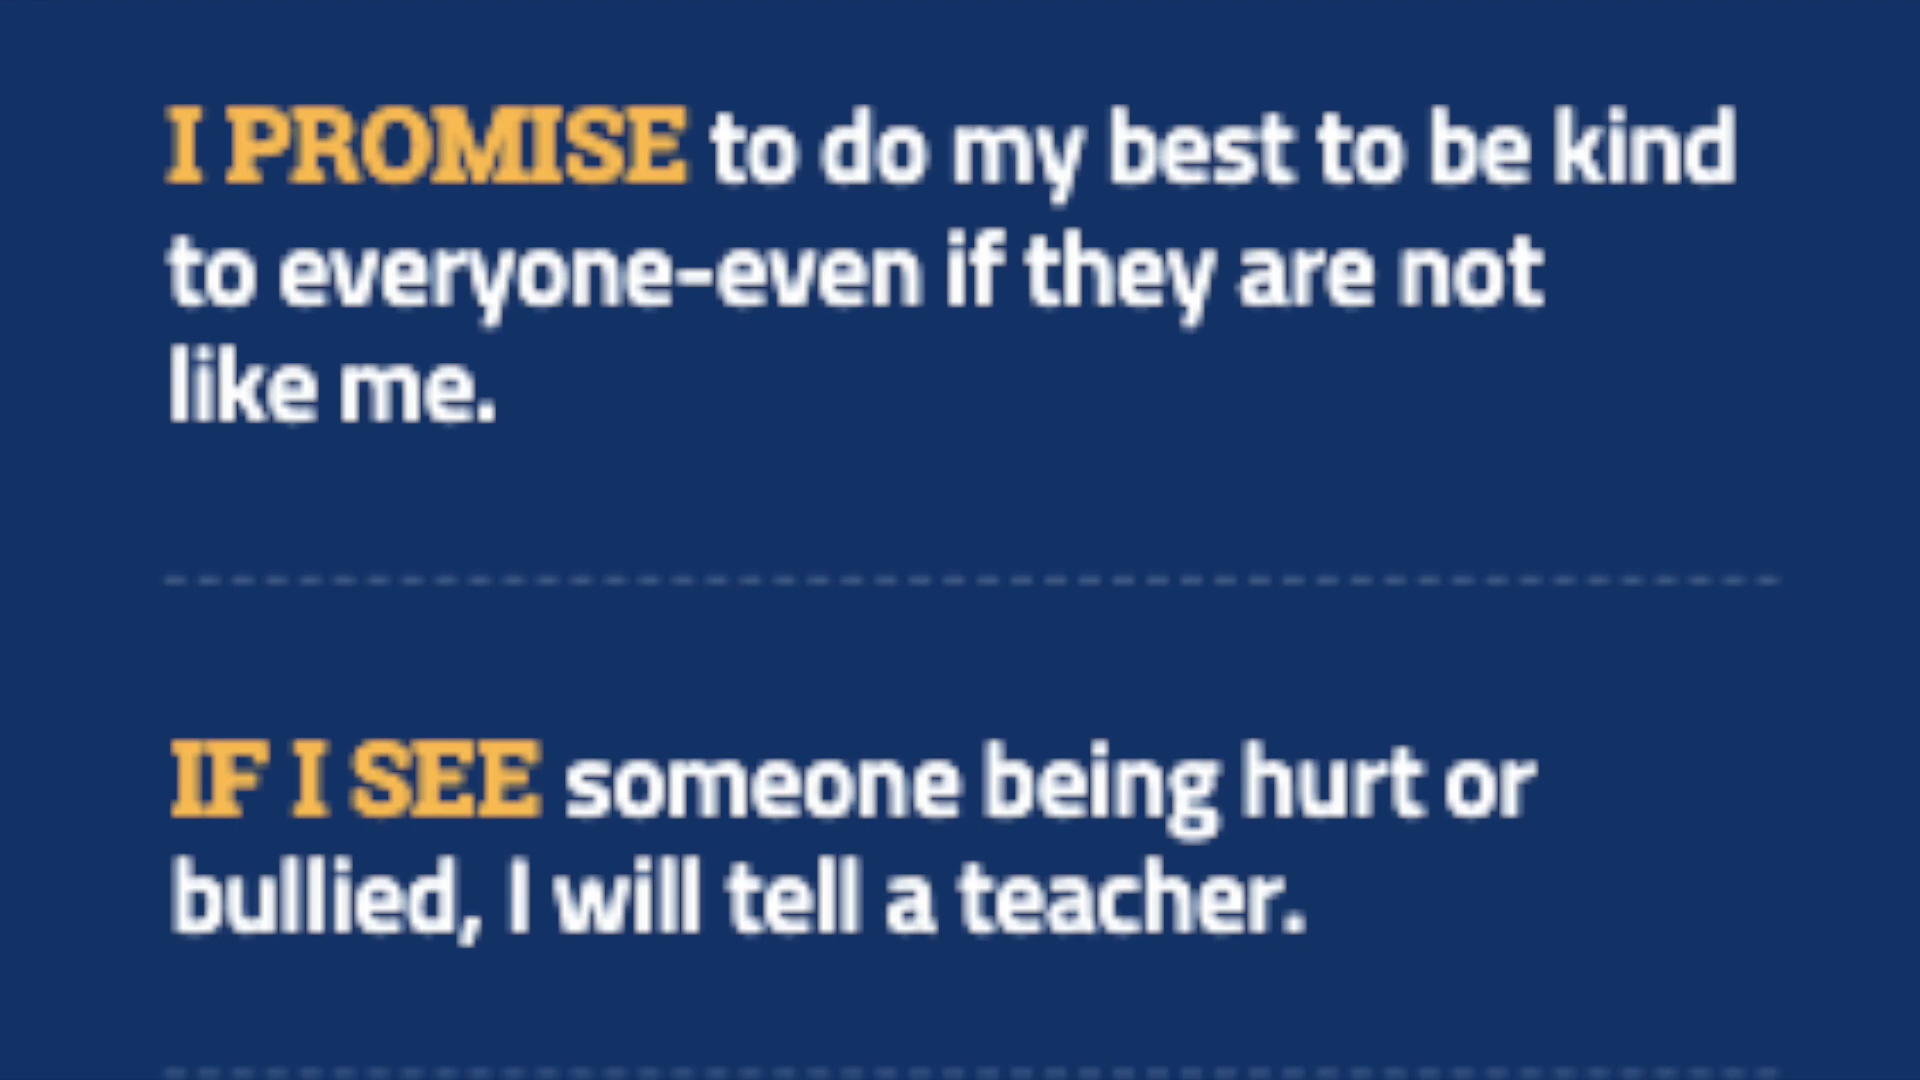 I PROMISE to do my best to be kind
to everyone-even if they are not
like me.
IF I SEE someone being hurt or
bullied, I will tell a teacher.